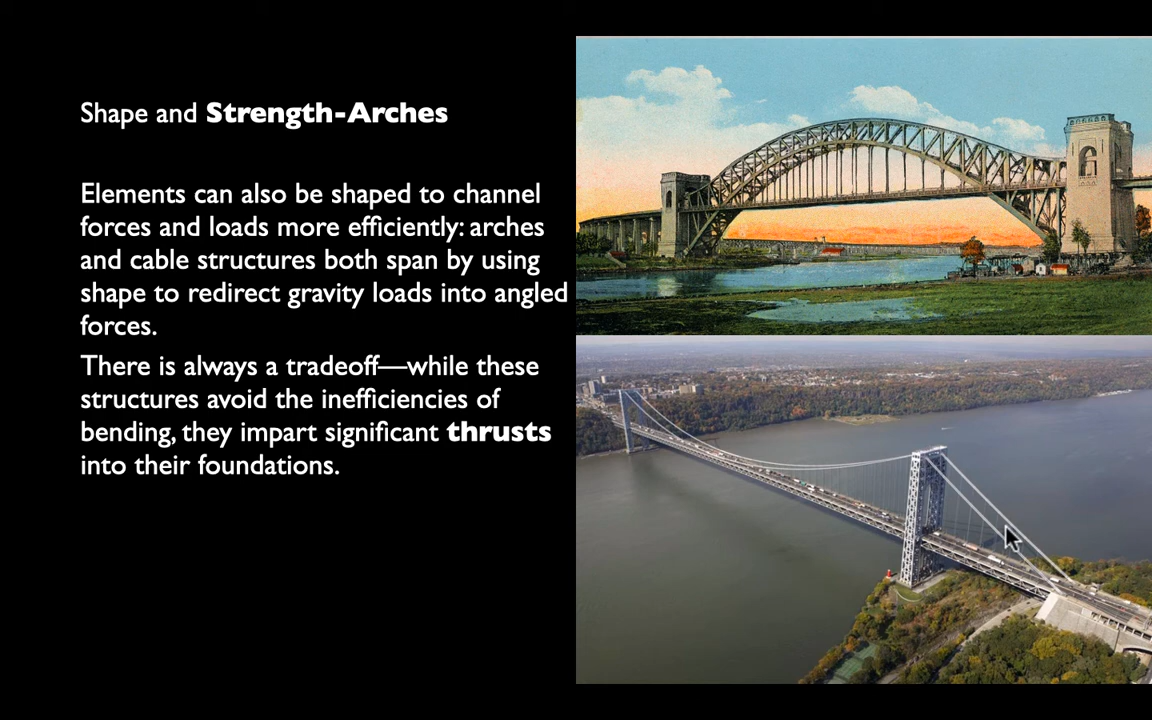 Shape and Strength-Arches
Elements can also be shaped to channel
forces and loads more efficiently: arches
and cable structures both span by using
shape to redirect gravity loads into angled
forces.
There is always a tradeoff—while these
structures avoid the inefficiencies of
bending, they impart significant thrusts
into their foundations.